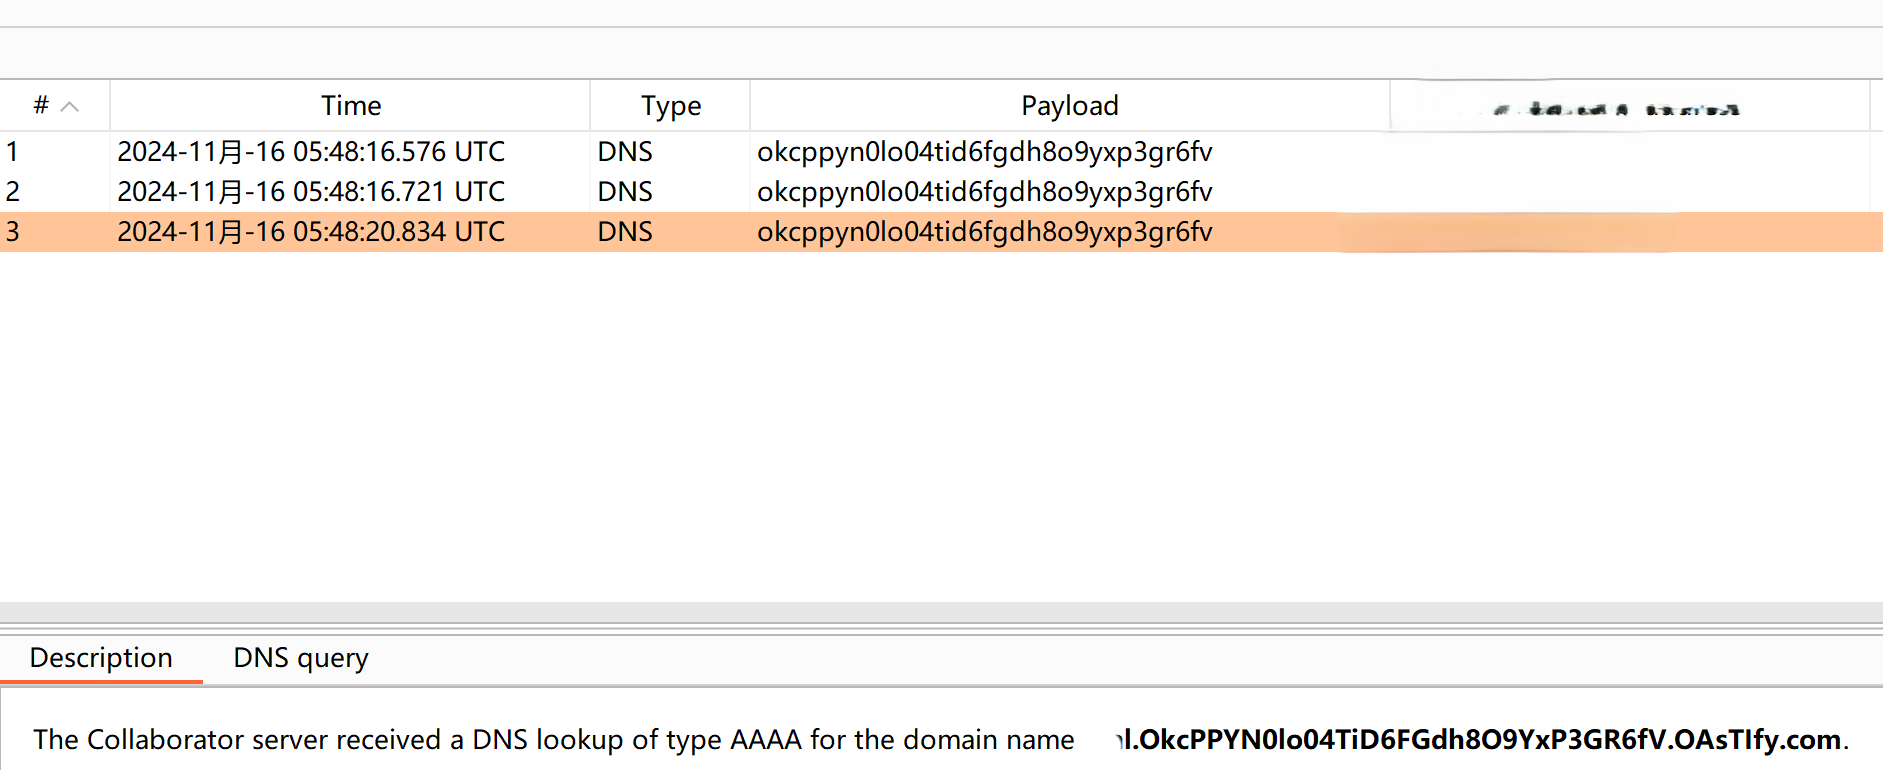 # Time Type Payload
1 2024-11月-16 05:48:16.576 UTC DNS okcppyn0lo04tid6fgdh8o9yxp3gr6fv
2 2024-11月-16 05:48:16.721 UTC DNS okcppyn0lo04tid6fgdh8o9yxp3gr6fv
3 2024-11月-16 05:48:20.834 UTC DNS okcppyn0lo04tid6fgdh8o9yxp3gr6fv
Description DNS query
The Collaborator server received a DNS lookup of type AAAA for the domain name l.OkcPPYN0lo04TiD6FGdh8O9YxP3GR6fV.OAsTIfy.com.